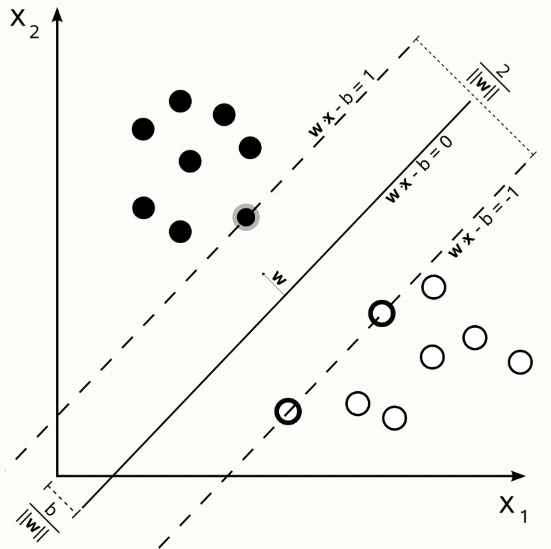 X2
w·x - b = 1
2
||w||
w·x - b = 0
w·x - b = -1
w
b
||w||
X1